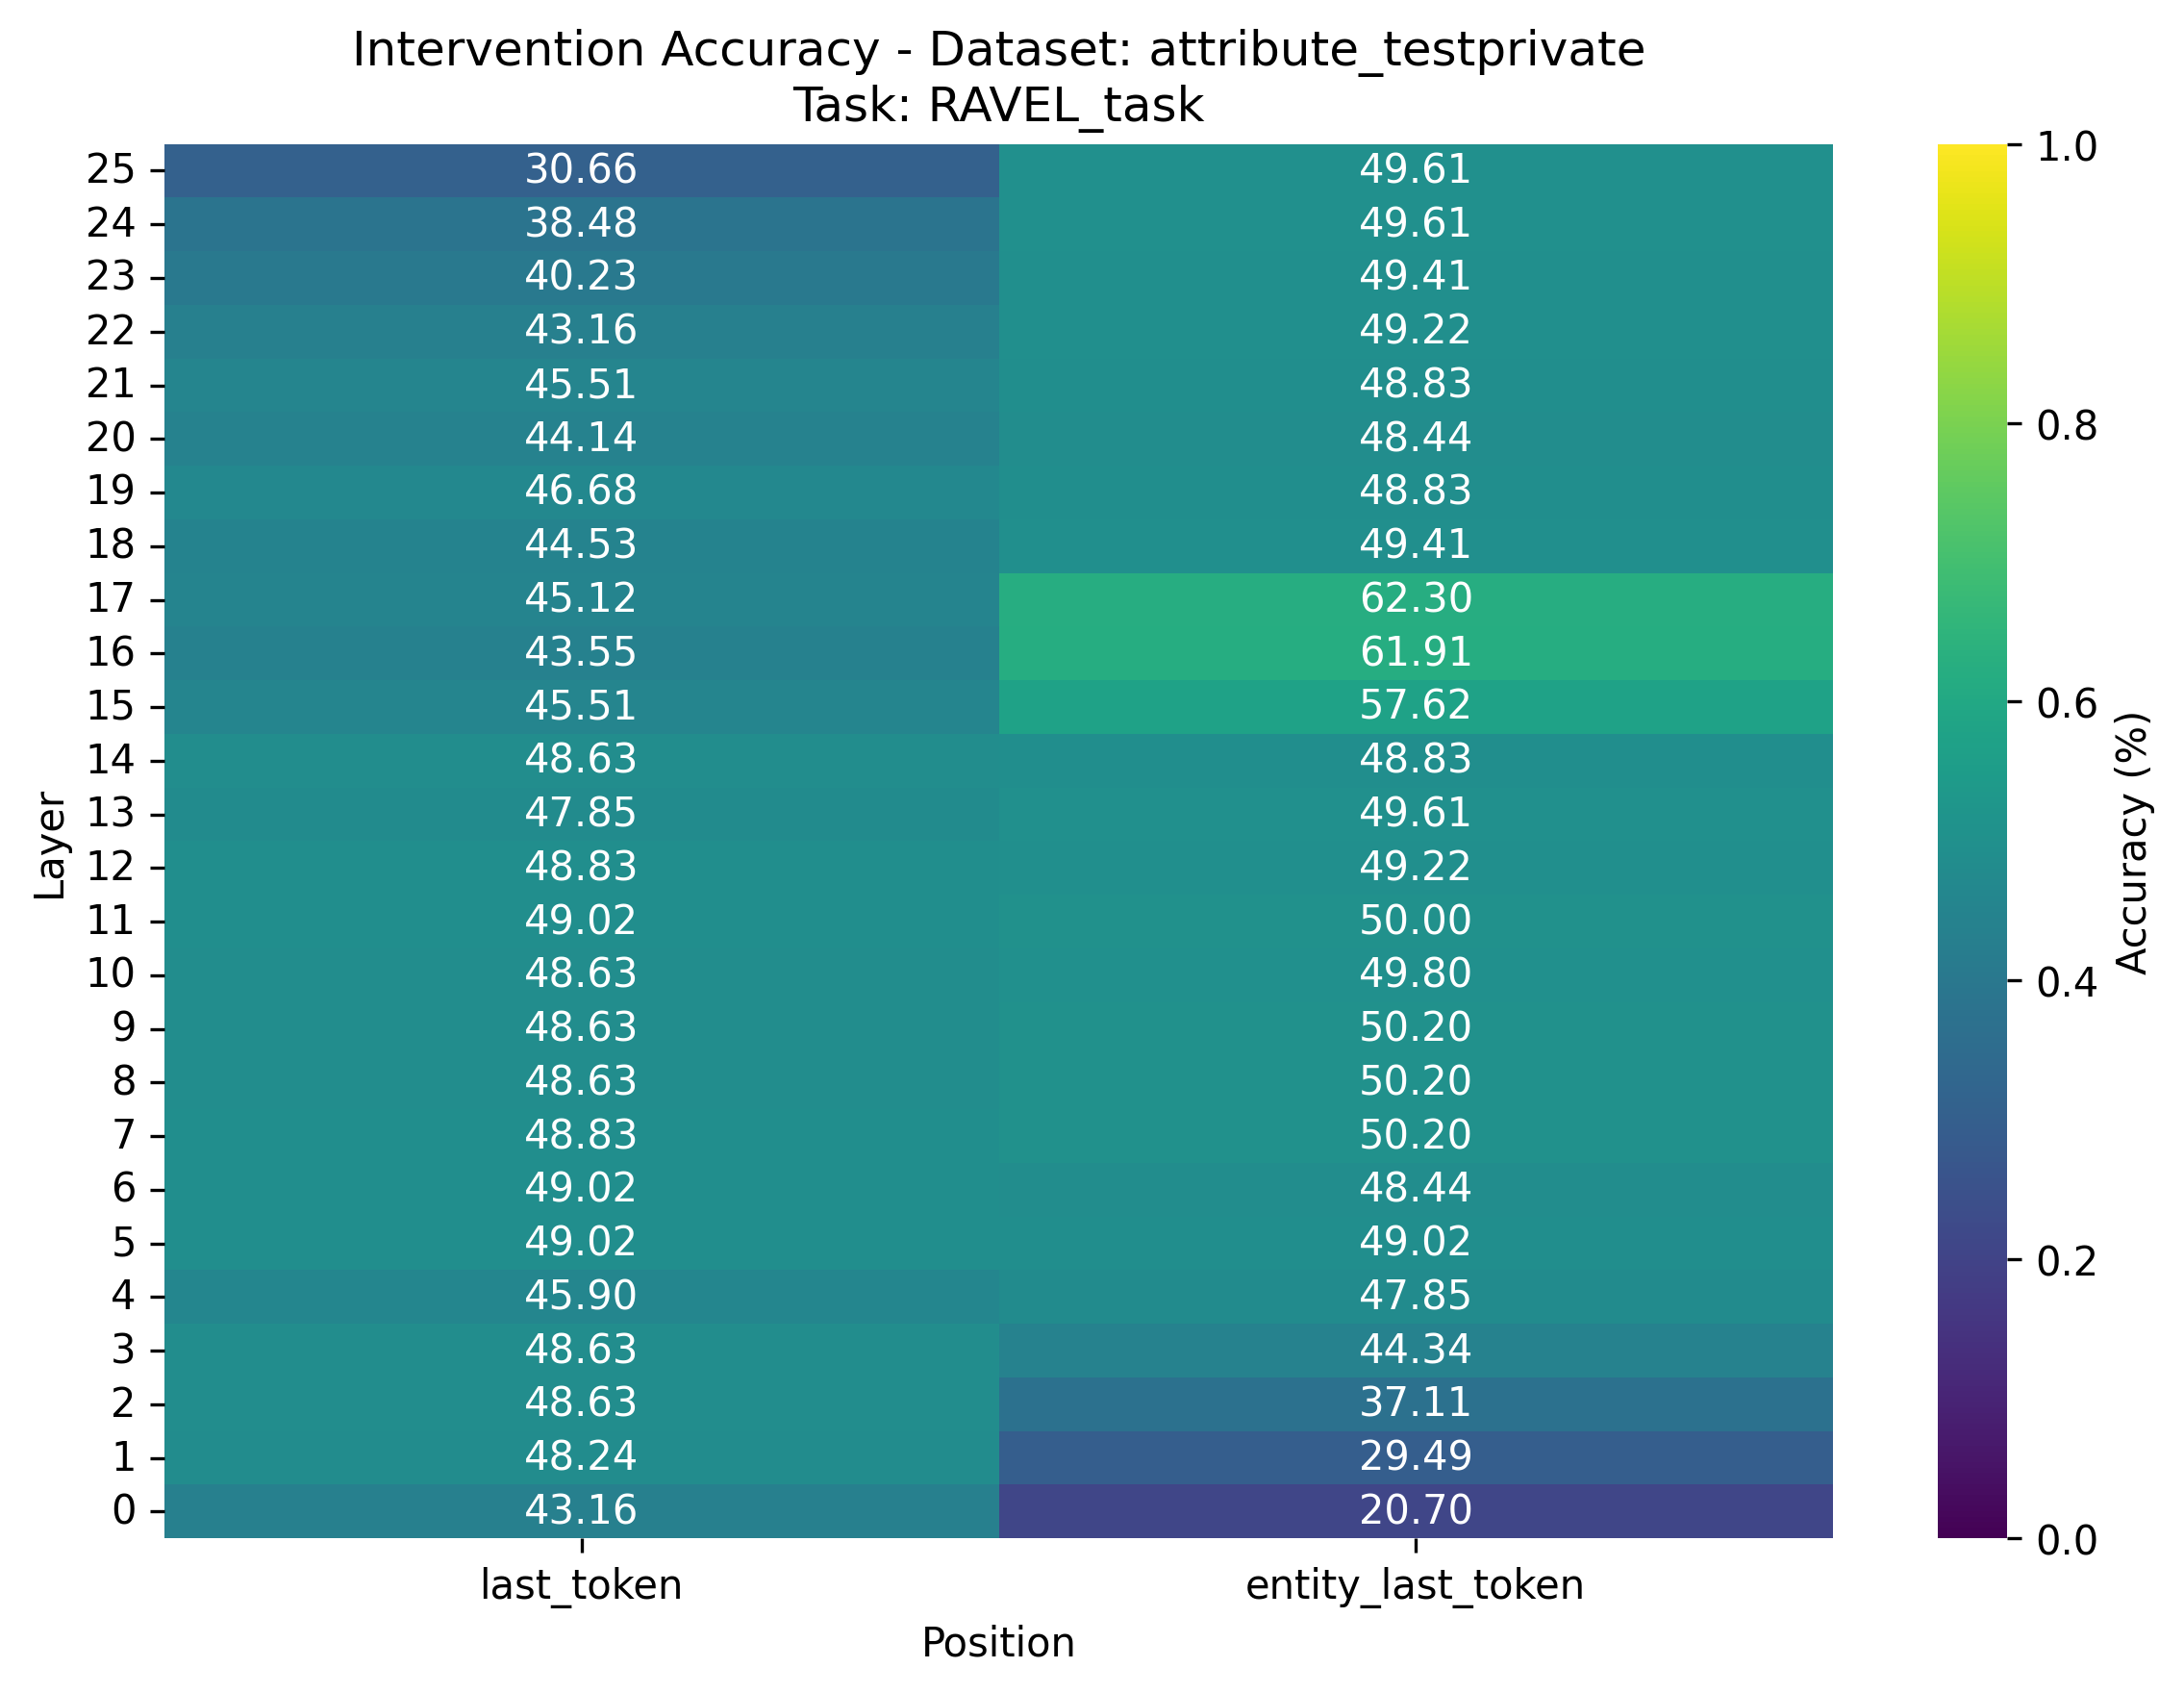 Intervention Accuracy - Dataset: attribute_testprivate
Task: RAVEL_task
25 30.66 49.61
24 38.48 49.61
23 40.23 49.41
22 43.16 49.22
21 45.51 48.83
20 44.14 48.44
19 46.68 48.83
18 44.53 49.41
17 45.12 62.30
16 43.55 61.91
15 45.51 57.62
14 48.63 48.83
13 47.85 49.61
12 48.83 49.22
11 49.02 50.00
10 48.63 49.80
9 48.63 50.20
8 48.63 50.20
7 48.83 50.20
6 49.02 48.44
5 49.02 49.02
4 45.90 47.85
3 48.63 44.34
2 48.63 37.11
1 48.24 29.49
0 43.16 20.70
last_token entity_last_token
Position
Layer
1.0
0.8
0.6
0.4
0.2
0.0
Accuracy (%)